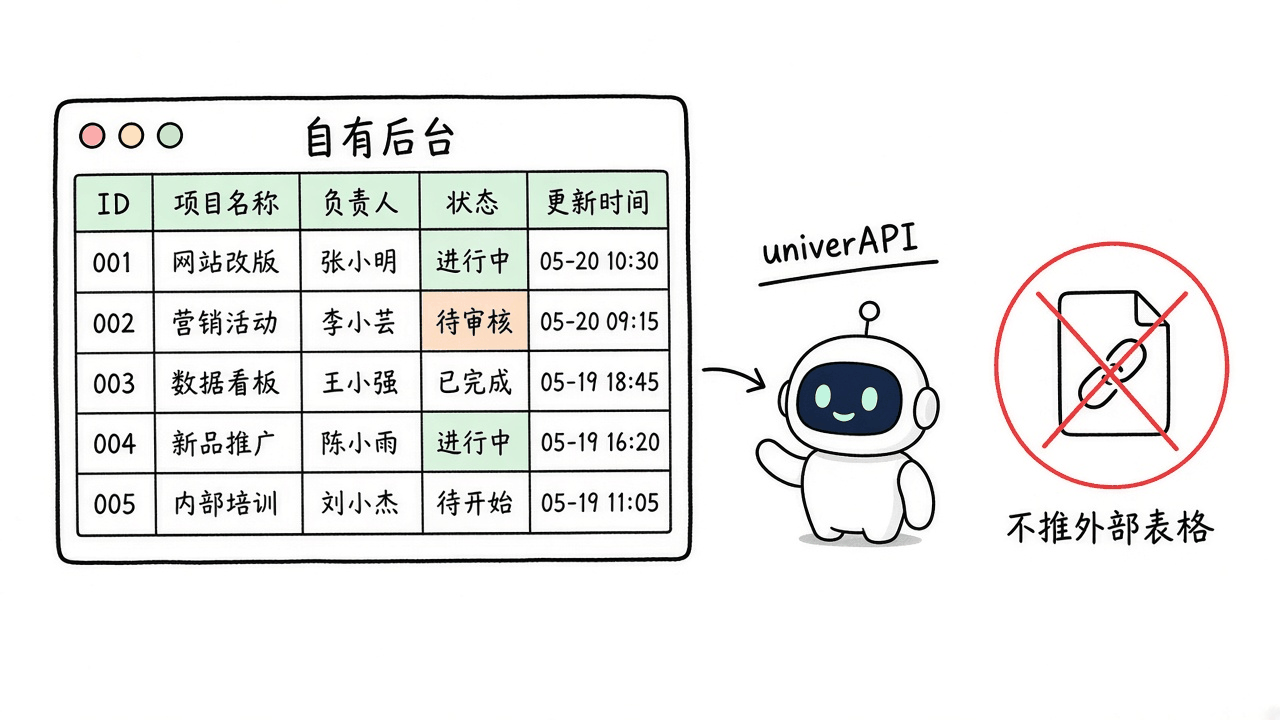 自有后台
ID 项目名称 负责人 状态 更新时间
001 网站改版 张小明 进行中 05-20 10:30
002 营销活动 李小芸 待审核 05-20 09:15
003 数据看板 王小强 已完成 05-19 18:45
004 新品推广 陈小雨 进行中 05-19 16:20
005 内部培训 刘小杰 待开始 05-19 11:05
univerAPI
不推外部表格